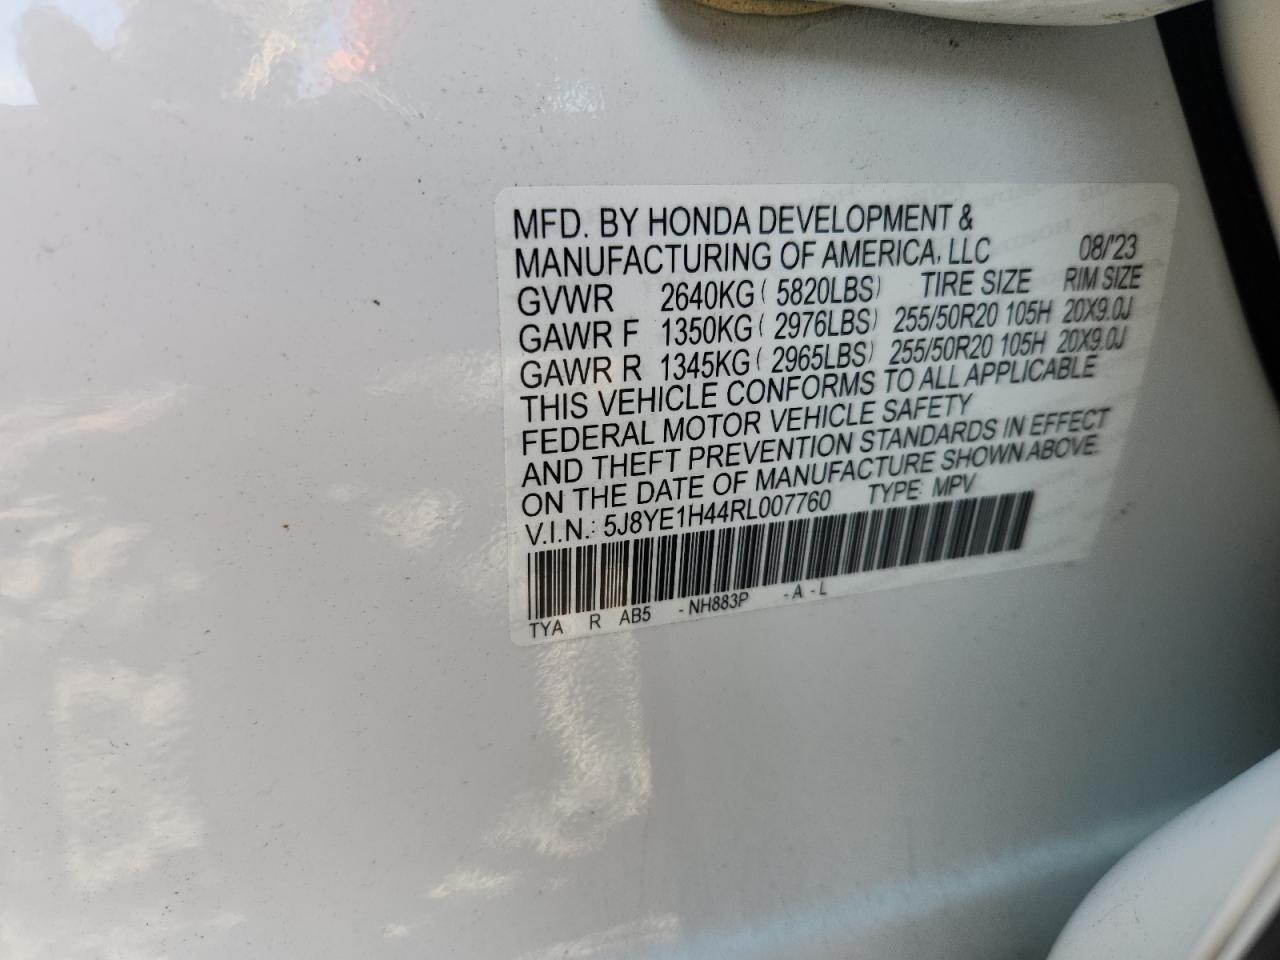 MFD. BY HONDA DEVELOPMENT &
MANUFACTURING OF AMERICA, LLC 08/'23
GVWR 2640KG ( 5820LBS) TIRE SIZE RIM SIZE
GAWR F 1350KG ( 2976LBS) 255/50R20 105H 20X9.0J
GAWR R 1345KG ( 2965LBS) 255/50R20 105H 20X9.0J
THIS VEHICLE CONFORMS TO ALL APPLICABLE
FEDERAL MOTOR VEHICLE SAFETY
AND THEFT PREVENTION STANDARDS IN EFFECT
ON THE DATE OF MANUFACTURE SHOWN ABOVE.
V.I.N.: 5J8YE1H44RL007760 TYPE: MPV
TYA R AB5 -NH883P -A -L